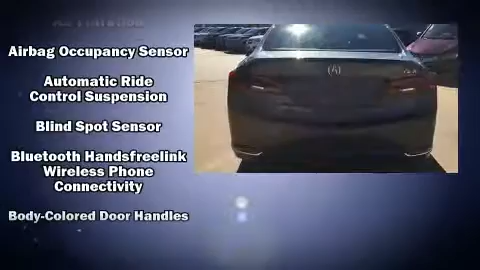 Airbag Occupancy Sensor
Automatic Ride
Control Suspension
Blind Spot Sensor
Bluetooth Handsfreelink
Wireless Phone
Connectivity
Body-Colored Door Handles